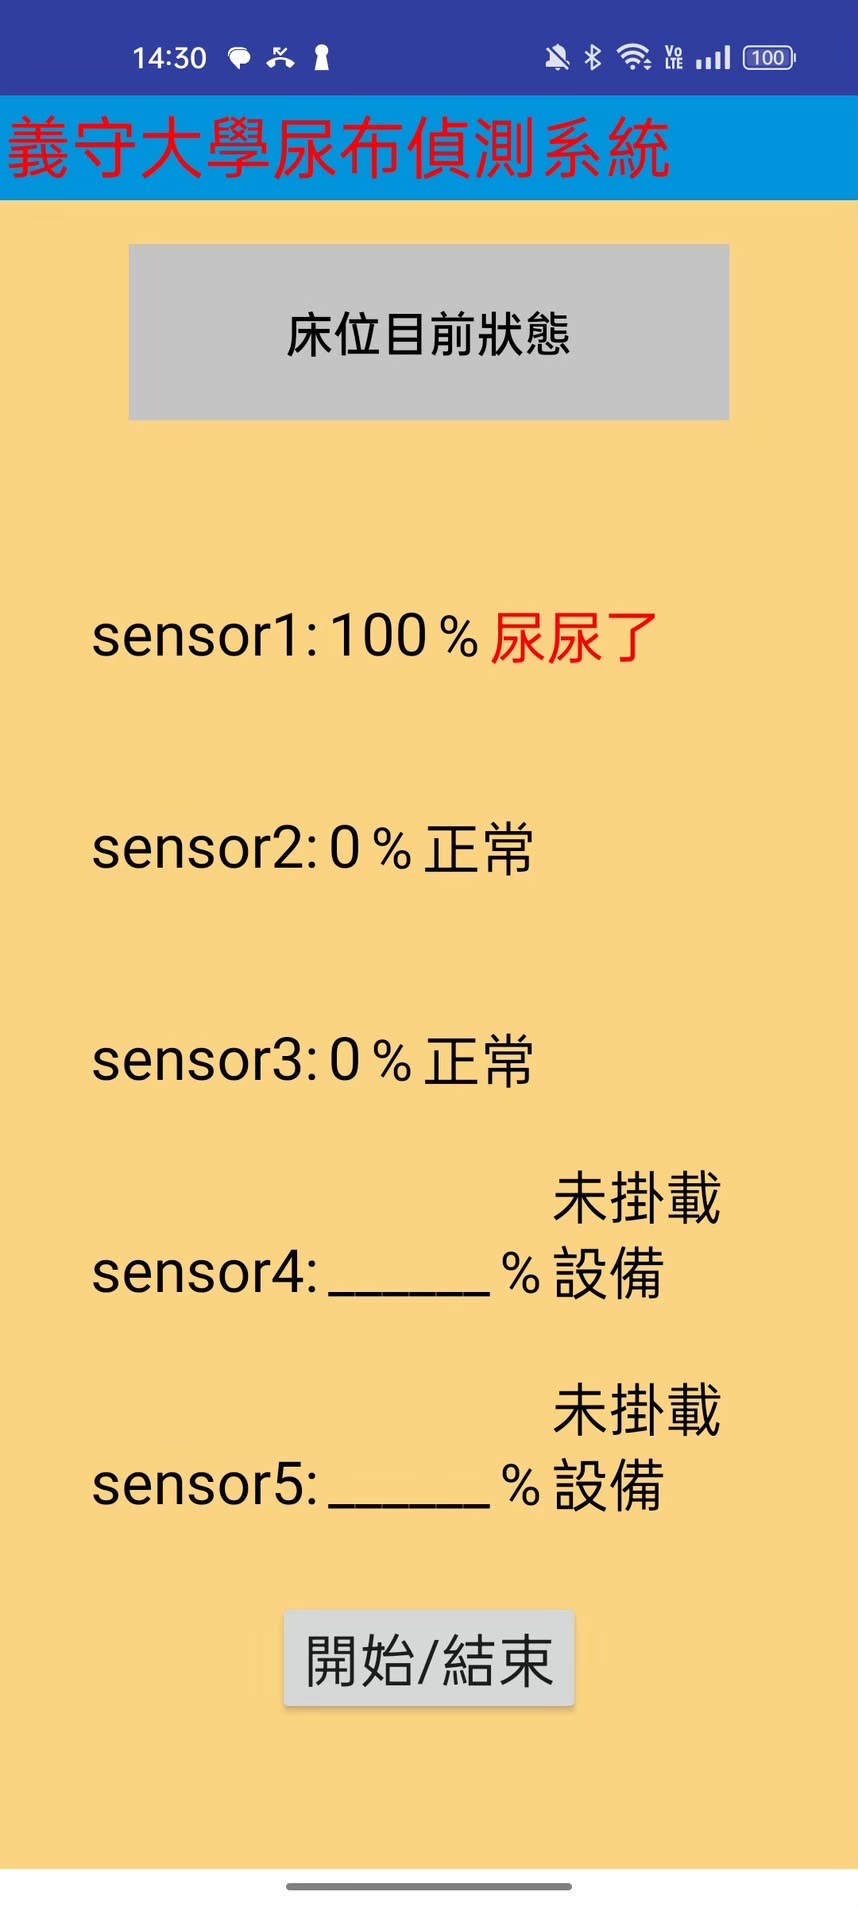 14:30 VoLTE 100
義守大學尿布偵測系統
床位目前狀態
sensor1: 100 % 尿尿了
sensor2: 0 % 正常
sensor3: 0 % 正常
未掛載
sensor4: ______ % 設備
未掛載
sensor5: ______ % 設備
開始/結束